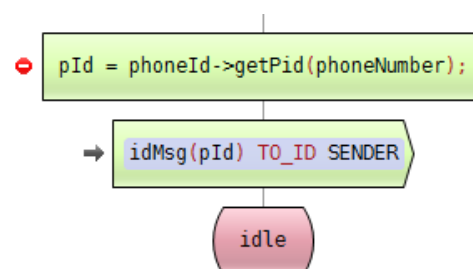 pId = phoneId->getPid(phoneNumber);
idMsg(pId) TO_ID SENDER
idle